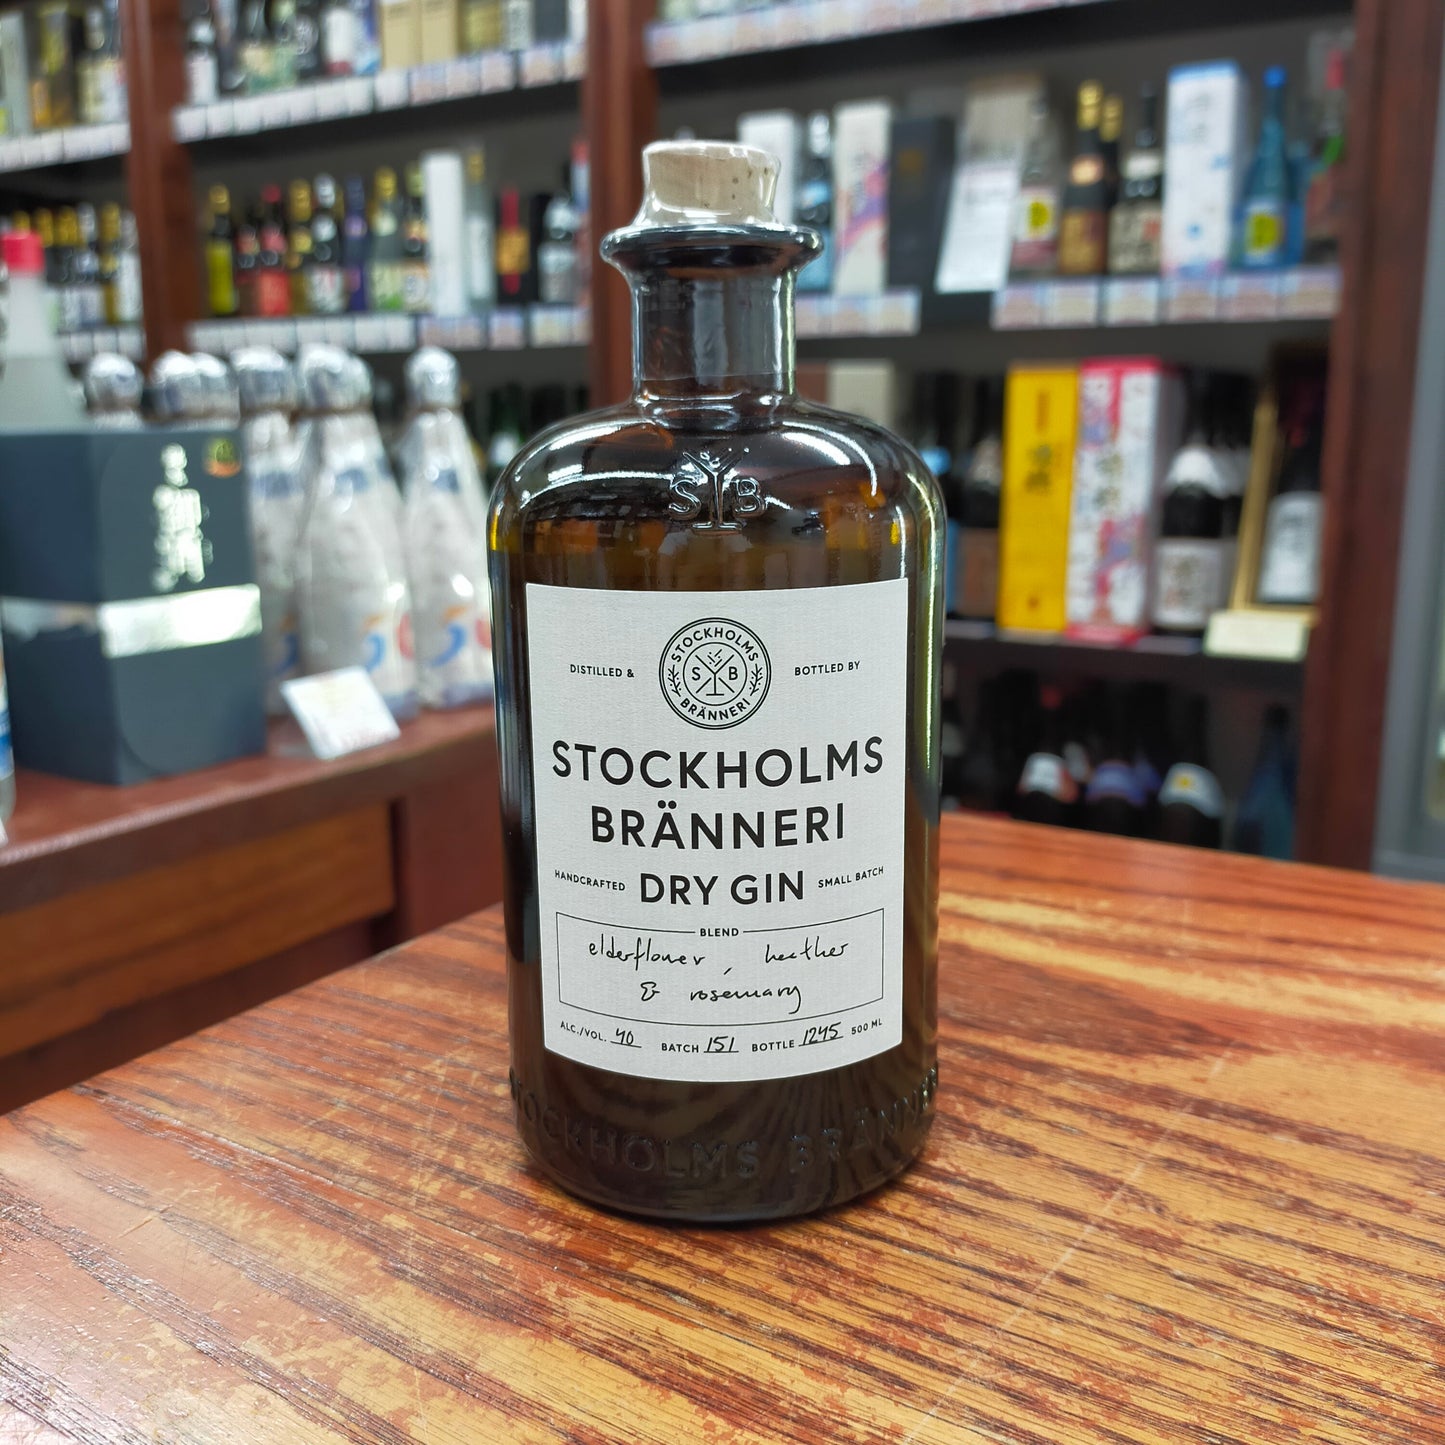 S B
DISTILLED &
STOCKHOLMS
S B
BRÄNNERI
BOTTLED BY
STOCKHOLMS
BRÄNNERI
HANDCRAFTED DRY GIN SMALL BATCH
BLEND
elderflower, heather
& rosemary
ALC./VOL. 40 BATCH 151 BOTTLE 1245 500 ML
STOCKHOLMS BRÄNNERI